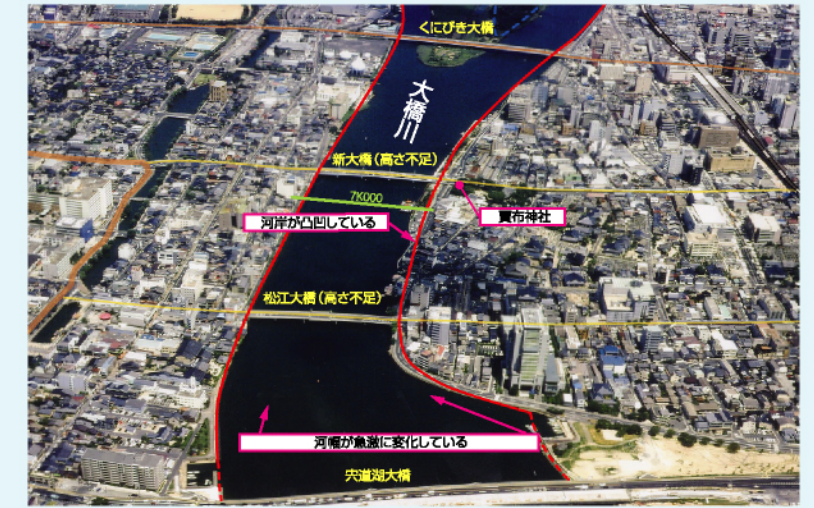 くにびき大橋
大橋川
新大橋(高さ不足)
7K000
河岸が凸凹している
賣布神社
松江大橋(高さ不足)
河幅が急激に変化している
宍道湖大橋